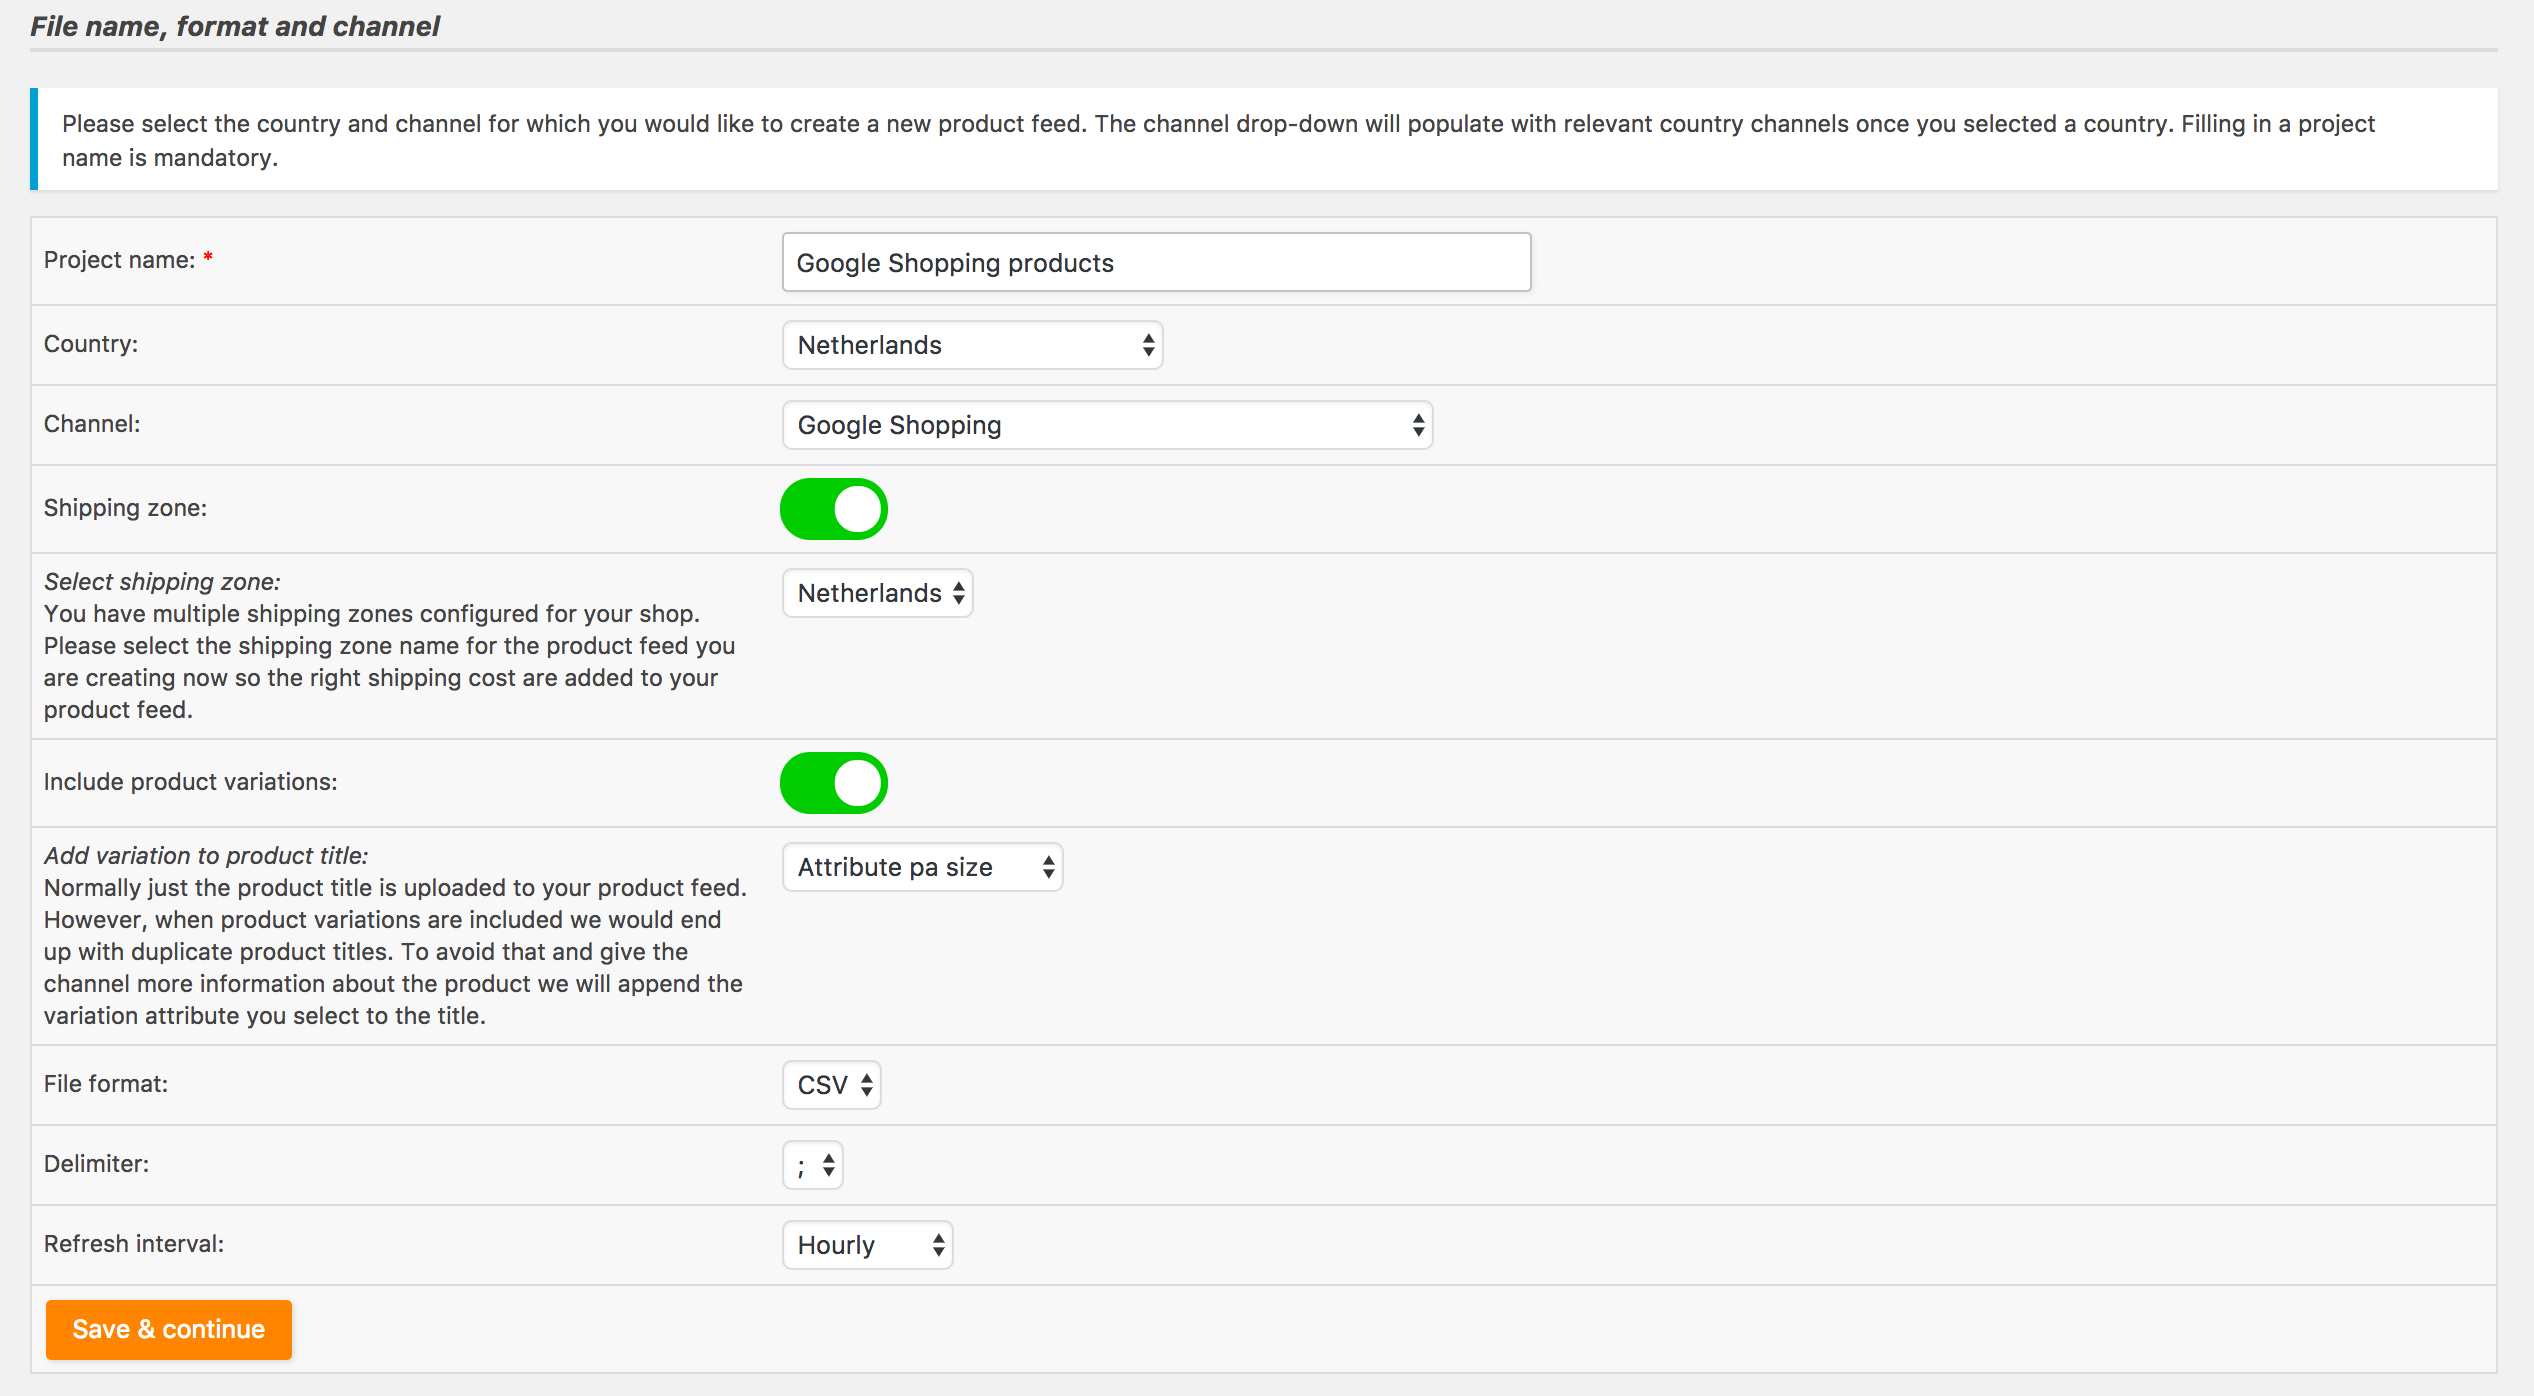 File name, format and channel
Please select the country and channel for which you would like to create a new product feed. The channel drop-down will populate with relevant country channels once you selected a country. Filling in a project
name is mandatory.
Project name: *
Google Shopping products
Country:
Netherlands
Channel:
Google Shopping
Shipping zone:
Select shipping zone:
You have multiple shipping zones configured for your shop.
Please select the shipping zone name for the product feed you
are creating now so the right shipping cost are added to your
product feed.
Netherlands
Include product variations:
Add variation to product title:
Normally just the product title is uploaded to your product feed.
However, when product variations are included we would end
up with duplicate product titles. To avoid that and give the
channel more information about the product we will append the
variation attribute you select to the title.
Attribute pa size
File format:
CSV
Delimiter:
;
Refresh interval:
Hourly
Save & continue